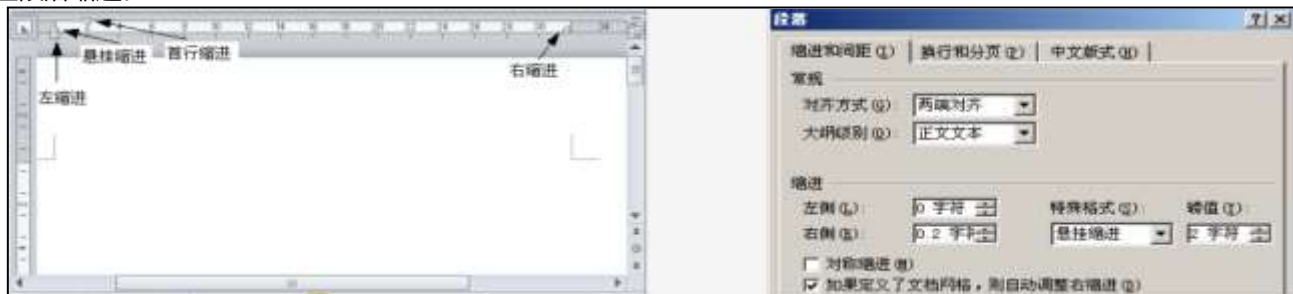 悬挂缩进
首行缩进
右缩进
左缩进
段落
缩进和间距(I)
换行和分页(P)
中文版式(H)
常规
对齐方式(G):
两端对齐
大纲级别(O):
正文文本
缩进
左侧(L):
0 字符
特殊格式(S):
磅值(Y):
右侧(R):
0.2 字符
悬挂缩进
2 字符
对称缩进(M)
如果定义了文档网格，则自动调整右缩进(D)